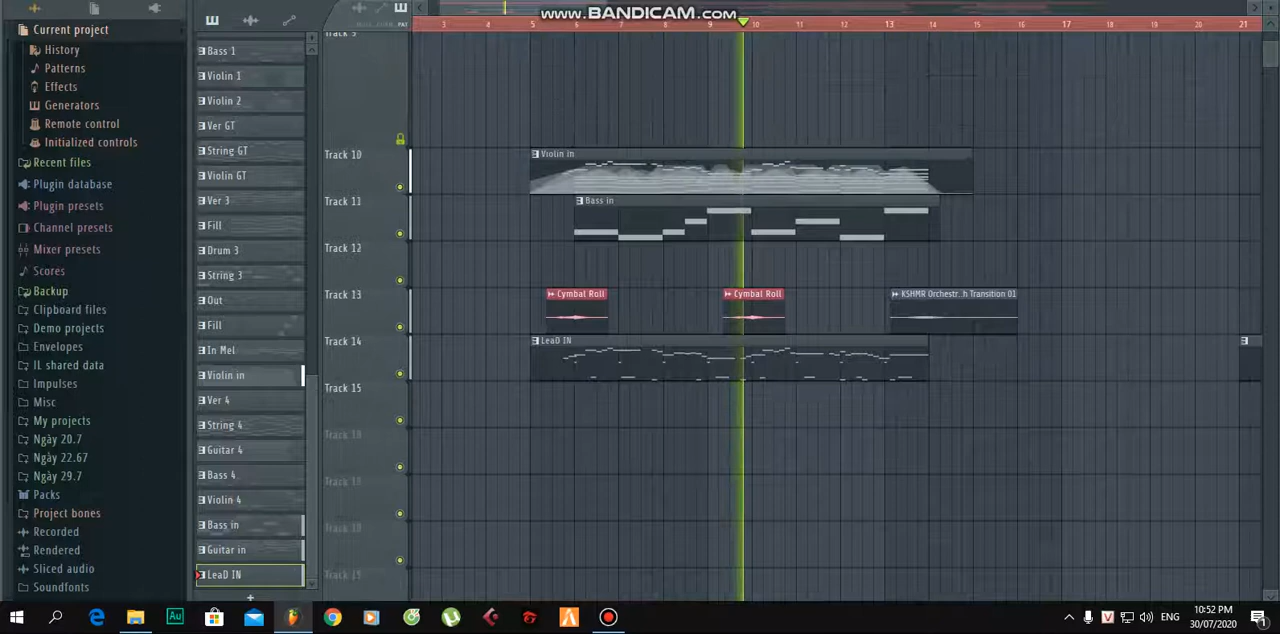 www.BANDICAM.com
Current project
History
Patterns
Effects
Generators
Remote control
Initialized controls
Recent files
Plugin database
Plugin presets
Channel presets
Mixer presets
Scores
Backup
Clipboard files
Demo projects
Envelopes
IL shared data
Impulses
Misc
My projects
Ngày 20.7
Ngày 22.67
Ngày 29.7
Packs
Project bones
Recorded
Rendered
Sliced audio
Soundfonts
Bass 1
Violin 1
Violin 2
Ver GT
String GT
Violin GT
Ver 3
Fill
Drum 3
String 3
Out
Fill
In Mel
Violin in
Ver 4
String 4
Guitar 4
Bass 4
Violin 4
Bass in
Guitar in
LeaD IN
3 4 5 6 7 8 9 10 11 12 13 14 15 16 17 18 19 20 21
Track 9
Track 10
Violin in
Track 11
Bass in
Track 12
Track 13
Cymbal Roll
Cymbal Roll
KSHMR Orchestr..h Transition 01
Track 14
LeaD IN
Track 15
ENG
10:52 PM
30/07/2020